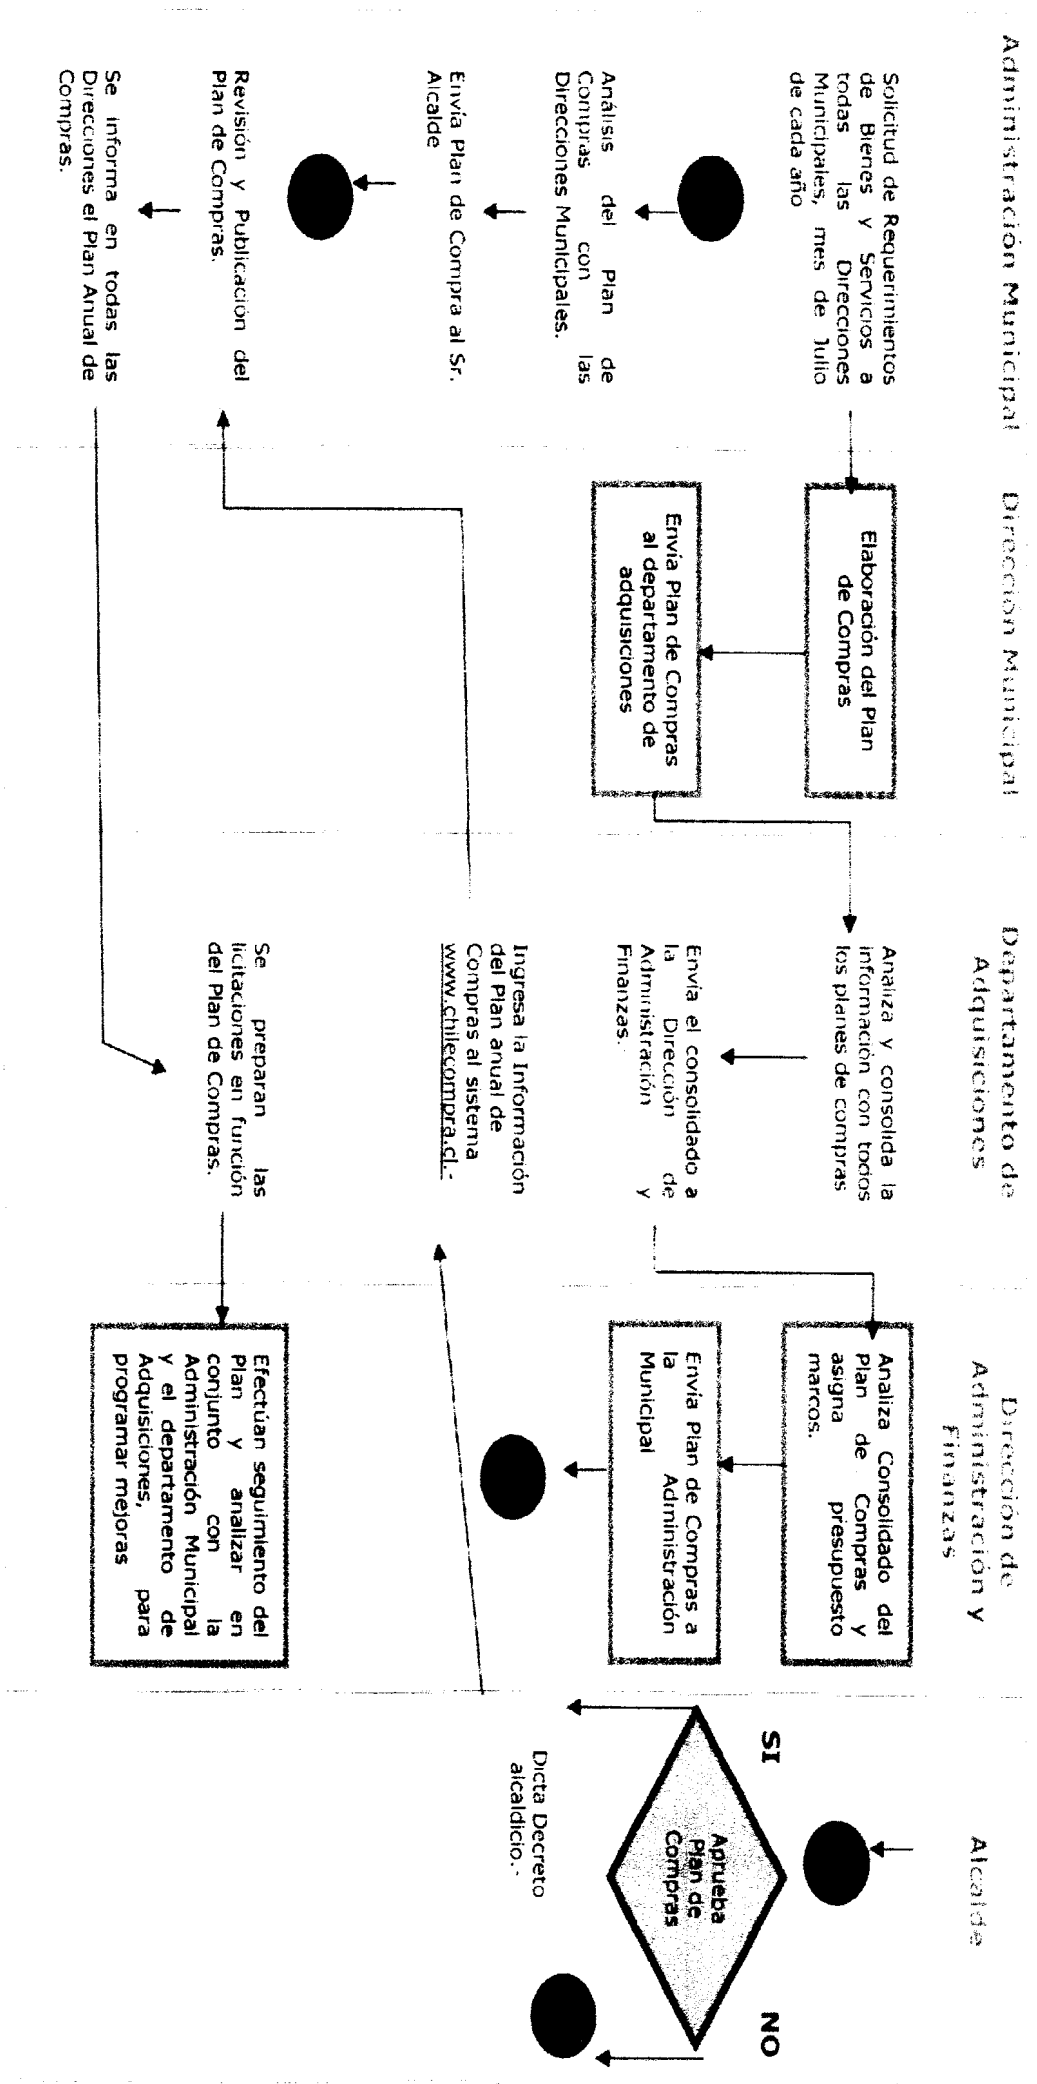 Administración Municipal
Solicitud de Requerimientos
de Bienes y Servicios a
todas las Direcciones
Municipales, mes de Julio
de cada año
Análisis del Plan de
Compras con las
Direcciones Municipales.
Envía Plan de Compra al Sr.
Alcalde
Revisión y Publicación del
Plan de Compras.
Se informa en todas las
Direcciones el Plan Anual de
Compras.
Dirección Municipal
Elaboración del Plan
de Compras
Envía Plan de Compras
al departamento de
adquisiciones
Departamento de
Adquisiciones
Analiza y consolida la
información con todos
los planes de compras
Envía el consolidado a
la Dirección de
Administración y
Finanzas.
Ingresa la Información
del Plan anual de
Compras al sistema
www.chilecompra.cl.-
Se preparan las
licitaciones en función
del Plan de Compras.
Dirección de
Administración y
Finanzas
Analiza Consolidado del
Plan de Compras y
asigna presupuesto
marcos.
Envía Plan de Compras a
la Administración
Municipal
Efectúan seguimiento del
Plan y analizar en
conjunto con la
Administración Municipal
y el departamento de
Adquisiciones, para
programar mejoras
Alcalde
SI
NO
Aprueba
Plan de
Compras
Dicta Decreto
alcaldicio.-